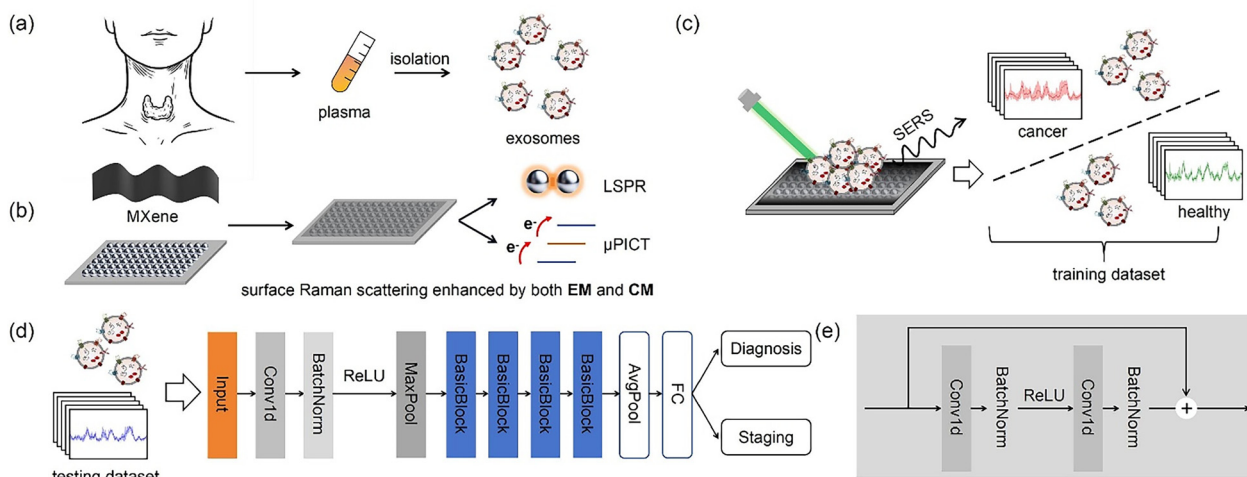 (a)
plasma
isolation
exosomes
MXene
(b)
LSPR
e-
e-
μPICT
surface Raman scattering enhanced by both EM and CM
(c)
SERS
cancer
healthy
training dataset
(d)
testing dataset
Input
Conv1d
BatchNorm
ReLU
MaxPool
BasicBlock
BasicBlock
BasicBlock
BasicBlock
AvgPool
FC
Diagnosis
Staging
(e)
Conv1d
BatchNorm
ReLU
Conv1d
BatchNorm
+